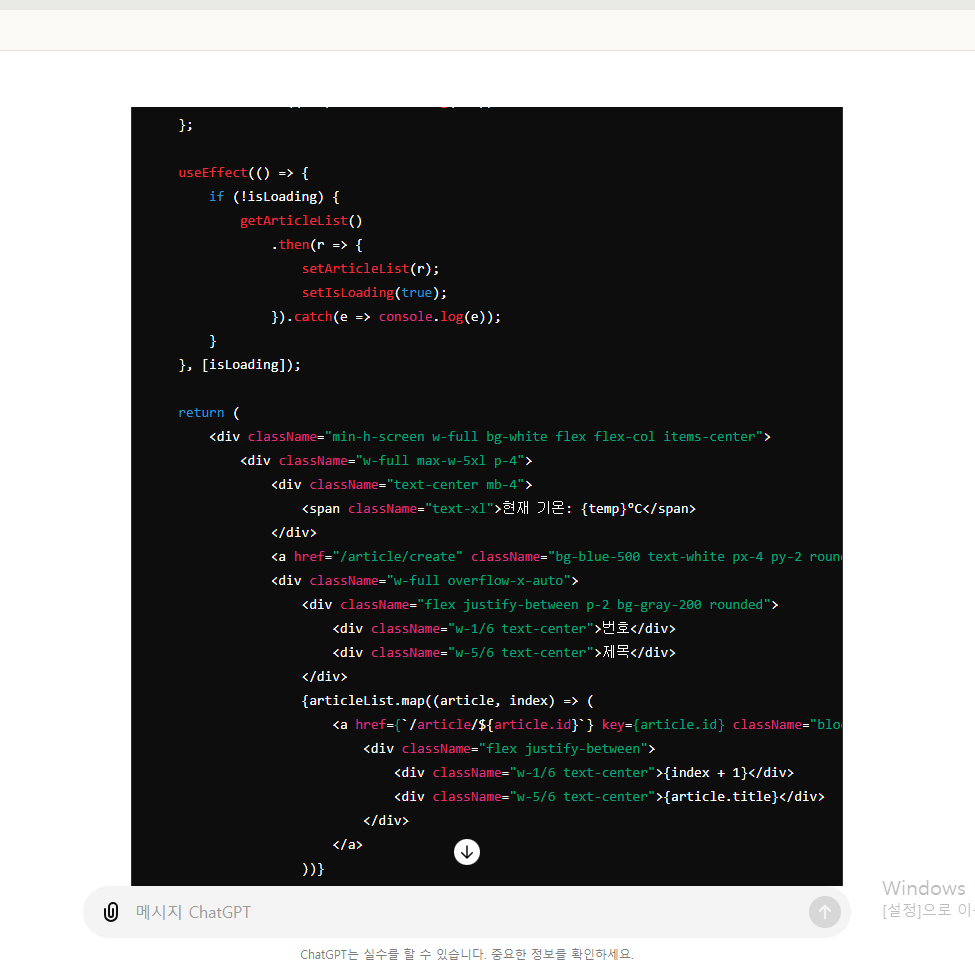 };
useEffect(() => {
if (!isLoading) {
getArticleList()
.then(r => {
setArticleList(r);
setIsLoading(true);
}).catch(e => console.log(e));
}
}, [isLoading]);
return (
<div className="min-h-screen w-full bg-white flex flex-col items-center">
<div className="w-full max-w-5xl p-4">
<div className="text-center mb-4">
<span className="text-xl">현재 기온: {temp}°C</span>
</div>
<a href="/article/create" className="bg-blue-500 text-white px-4 py-2
<div className="w-full overflow-x-auto">
<div className="flex justify-between p-2 bg-gray-200 rounded">
<div className="w-1/6 text-center">번호</div>
<div className="w-5/6 text-center">제목</div>
</div>
{articleList.map((article, index) => (
<a href={`/article/${article.id}`} key={article.id} className="
<div className="flex justify-between">
<div className="w-1/6 text-center">{index + 1}</div>
<div className="w-5/6 text-center">{article.title}</div>
</div>
</a>
))}
메시지 ChatGPT
Windows
[설정]으로
ChatGPT는 실수를 할 수 있습니다. 중요한 정보를 확인하세요.